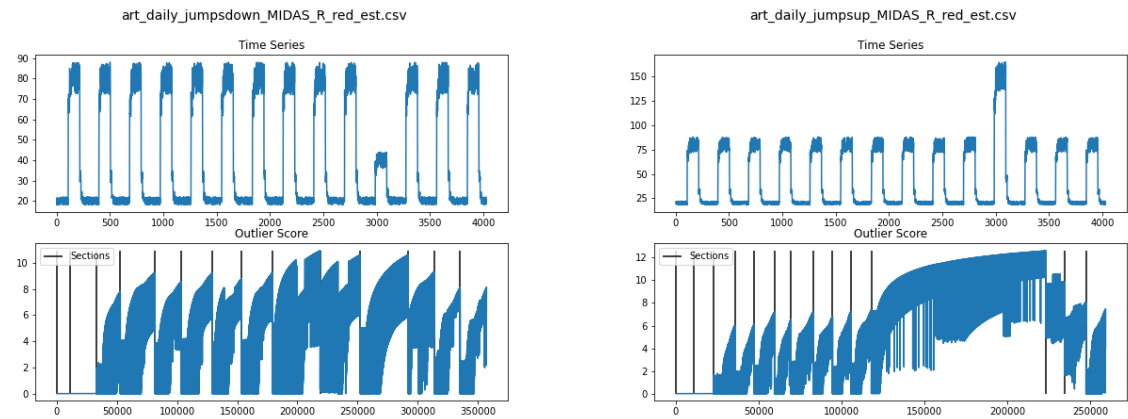 art_daily_jumpsdown_MIDAS_R_red_est.csv
Time Series
90
80
70
60
50
40
30
20
0 500 1000 1500 2000 2500 3000 3500 4000
Outlier Score
Sections
10
8
6
4
2
0
0 50000 100000 150000 200000 250000 300000 350000
art_daily_jumpsup_MIDAS_R_red_est.csv
Time Series
150
125
100
75
50
25
0 500 1000 1500 2000 2500 3000 3500 4000
Outlier Score
Sections
12
10
8
6
4
2
0
0 50000 100000 150000 200000 250000